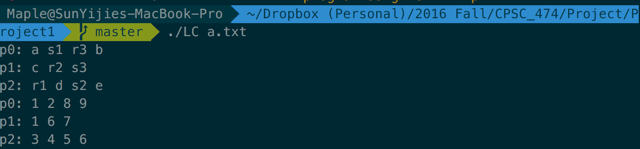 Maple@SunYijies-MacBook-Pro ~/Dropbox (Personal)/2016 Fall/CPSC_474/Project/P
roject1 master ./LC a.txt
p0: a s1 r3 b
p1: c r2 s3
p2: r1 d s2 e
p0: 1 2 8 9
p1: 1 6 7
p2: 3 4 5 6